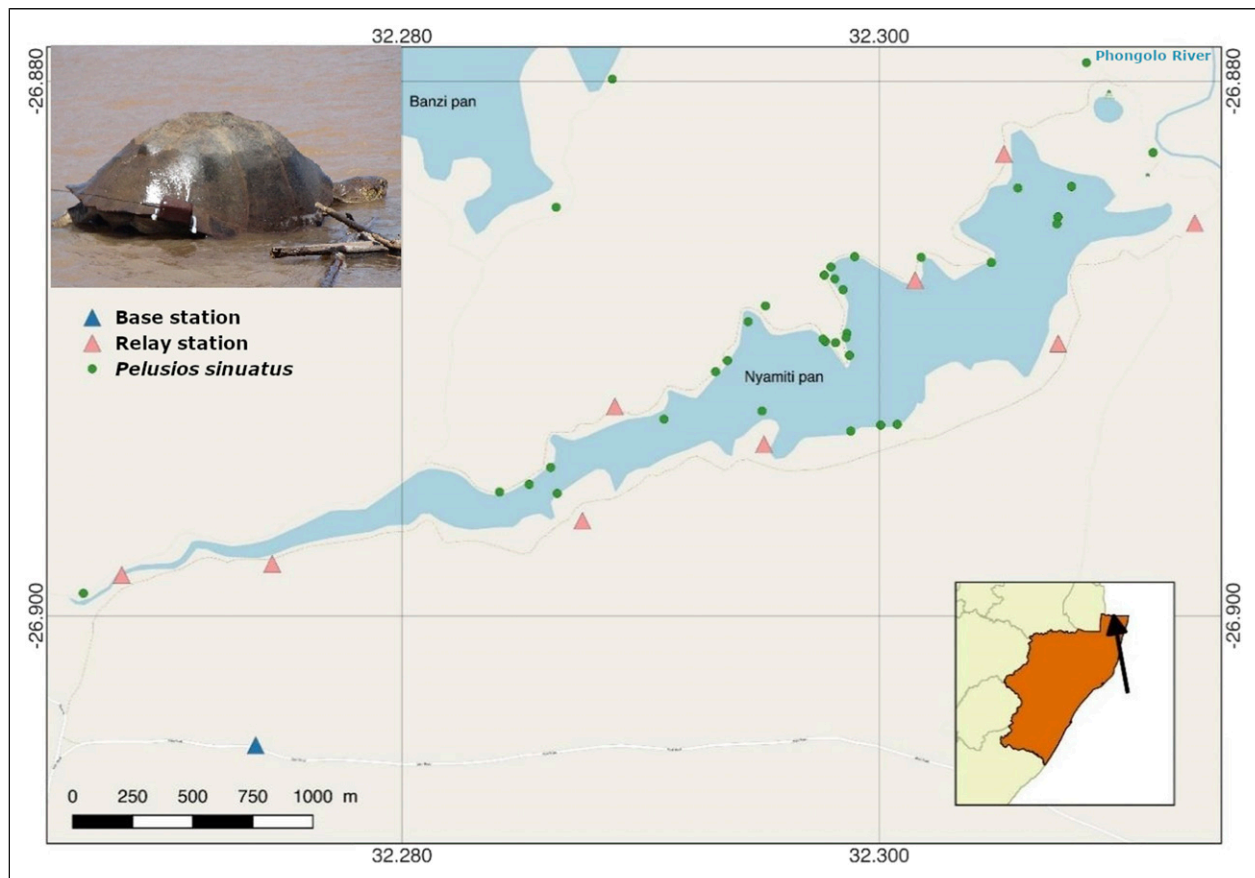 32.280
32.300
-26.880
-26.880
Phongolo River
Banzi pan
Base station
Relay station
Pelusios sinuatus
Nyamiti pan
-26.900
-26.900
0 250 500 750 1000 m
32.280
32.300